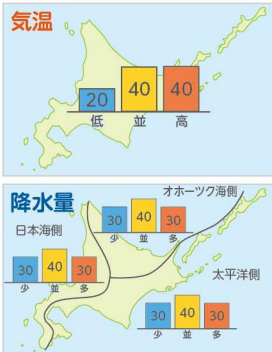 気温
20 40 40
低 並 高
降水量
オホーツク海側
30 40 30
少 並 多
日本海側
30 40 30
少 並 多
太平洋側
30 40 30
少 並 多